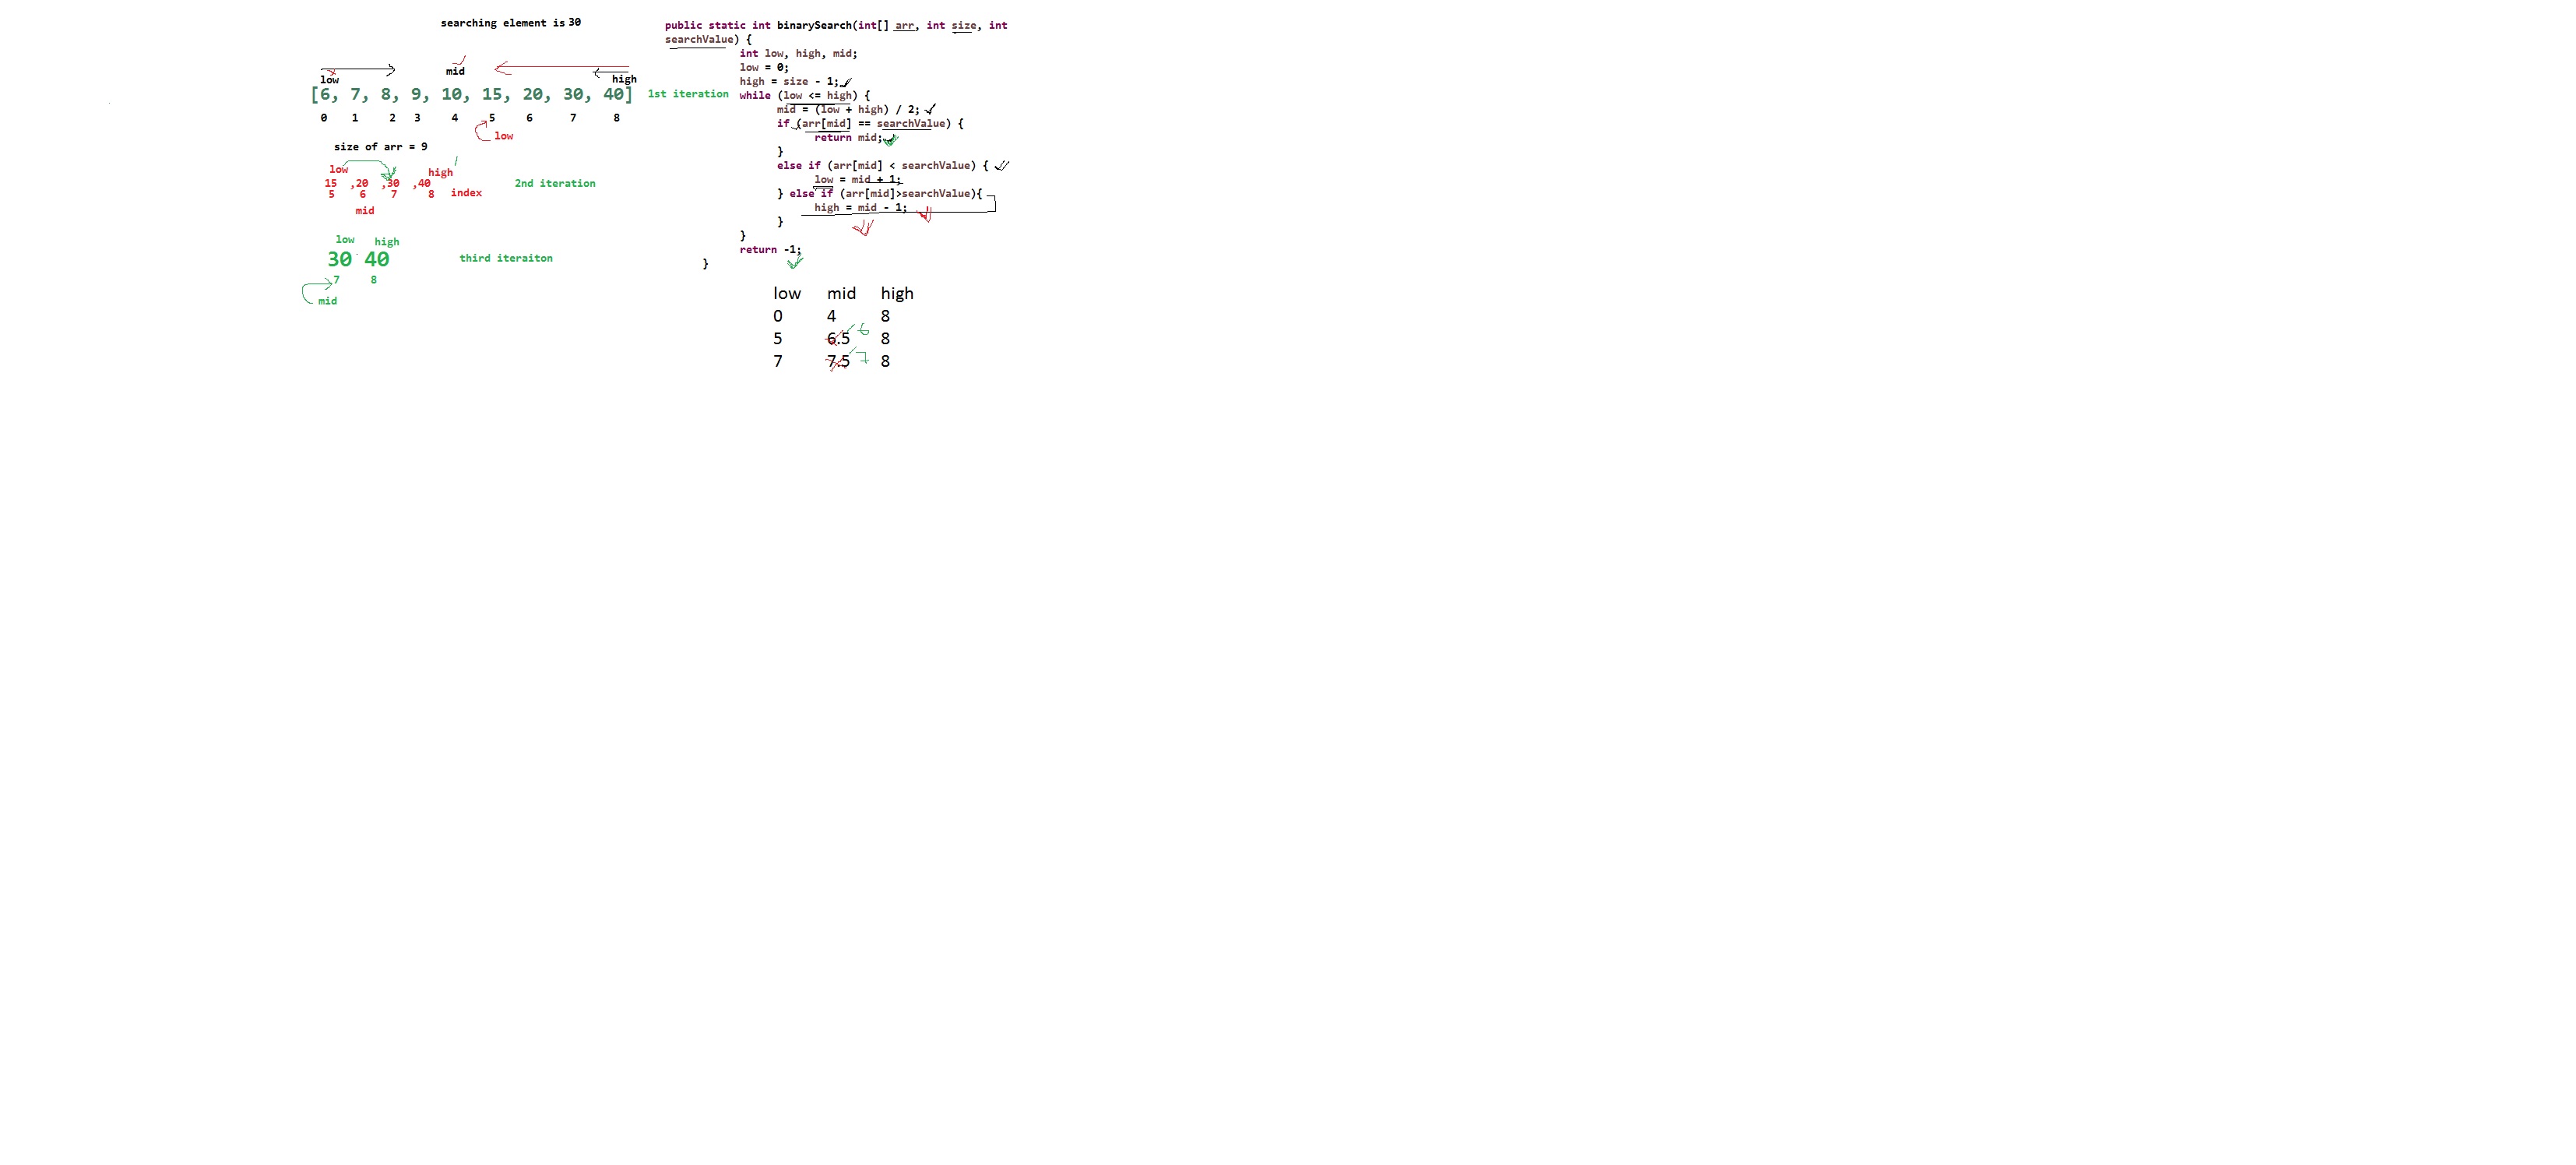 searching element is 30
mid
low
high
[6, 7, 8, 9, 10, 15, 20, 30, 40] 1st iteration
0 1 2 3 4 5 6 7 8
low
size of arr = 9
low
high
15 ,20 ,30 ,40
5 6 7 8 index
2nd iteration
mid
low high
30 40
third iteraiton
7 8
mid
public static int binarySearch(int[] arr, int size, int
searchValue) {
int low, high, mid;
low = 0;
high = size - 1;
while (low <= high) {
mid = (low + high) / 2;
if (arr[mid] == searchValue) {
return mid;
}
else if (arr[mid] < searchValue) {
low = mid + 1;
} else if (arr[mid]>searchValue){
high = mid - 1;
}
}
return -1;
}
low mid high
0 4 8
5 6.5 6 8
7 7.5 7 8